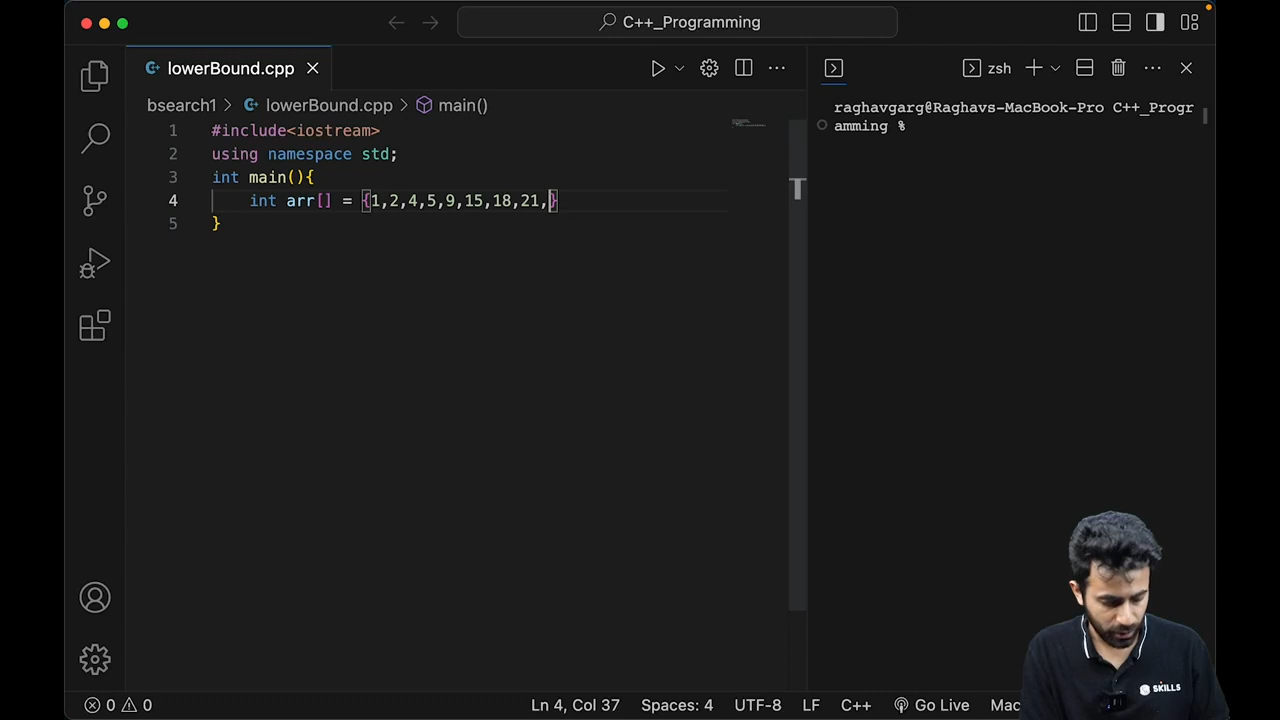 C++_Programming
lowerBound.cpp
zsh
bsearch1 > lowerBound.cpp > main()
1 #include<iostream>
2 using namespace std;
3 int main(){
4 int arr[] = {1,2,4,5,9,15,18,21,}
5 }
raghavgarg@Raghavs-MacBook-Pro C++_Progr
amming %
SKILLS
0 0
Ln 4, Col 37
Spaces: 4
UTF-8
LF
C++
Go Live
Mac